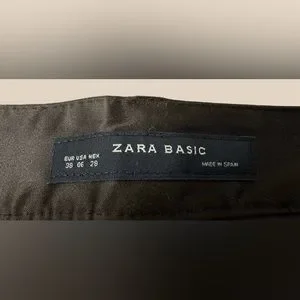 ZARA BASIC
EUR USA MEX
38 06 28
MADE IN SPAIN